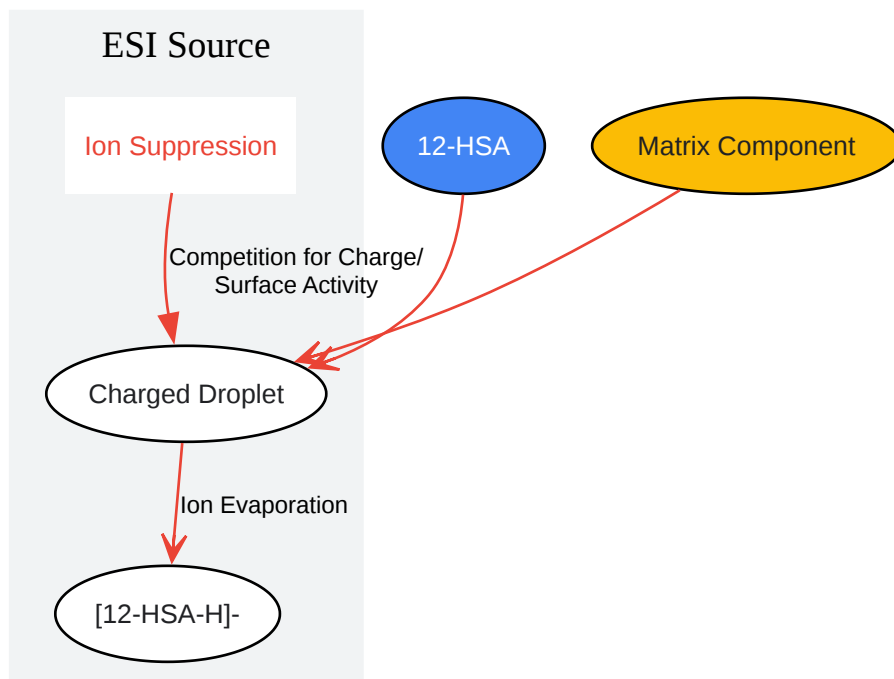 ESI Source
Ion Suppression
12-HSA
Matrix Component
Competition for Charge/
Surface Activity
Charged Droplet
Ion Evaporation
[12-HSA-H]-